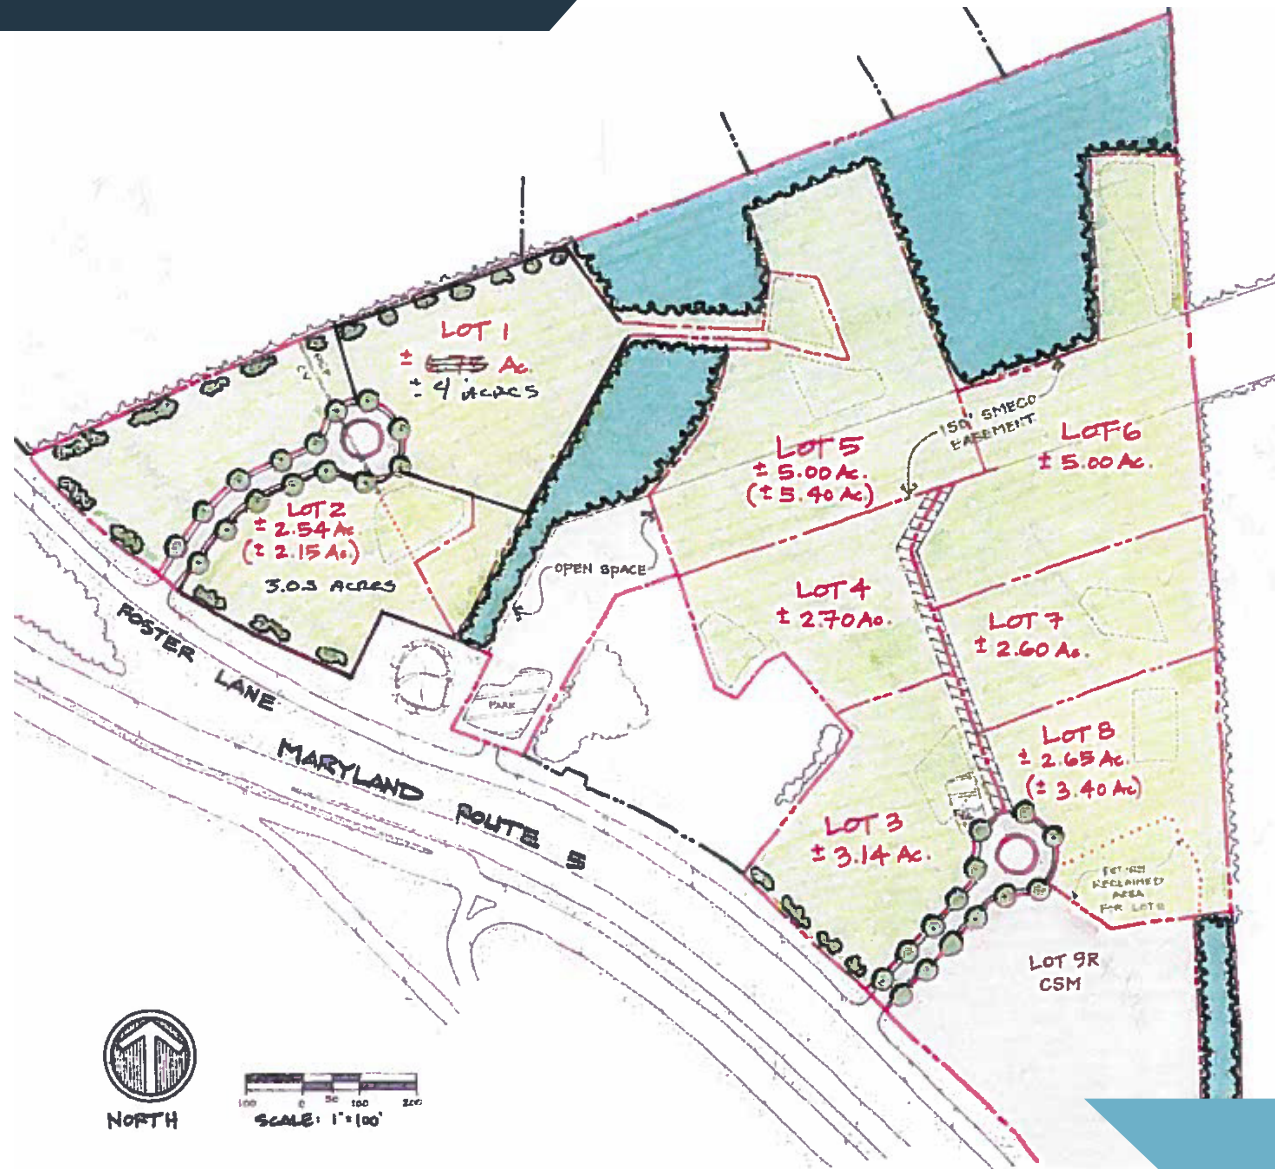 LOT 1
± Ac.
± 4 ACRES
LOT 2
± 2.54 Ac
(± 2.15 Ac.)
3.03 ACRES
LOT 5
± 5.00 Ac.
(± 5.40 Ac.)
150' SMECO
EASEMENT
LOT 6
± 5.00 Ac.
OPEN SPACE
LOT 4
± 2.70 Ac.
LOT 7
± 2.60 Ac.
PARK
LOT 8
± 2.65 Ac.
(± 3.40 Ac)
LOT 3
± 3.14 Ac.
RECLAIMED
AREA
FOR LOT 8
LOT 9R
CSM
FOSTER LANE
MARYLAND ROUTE 5
NORTH
100 0 50 100 200
SCALE: 1"=100'